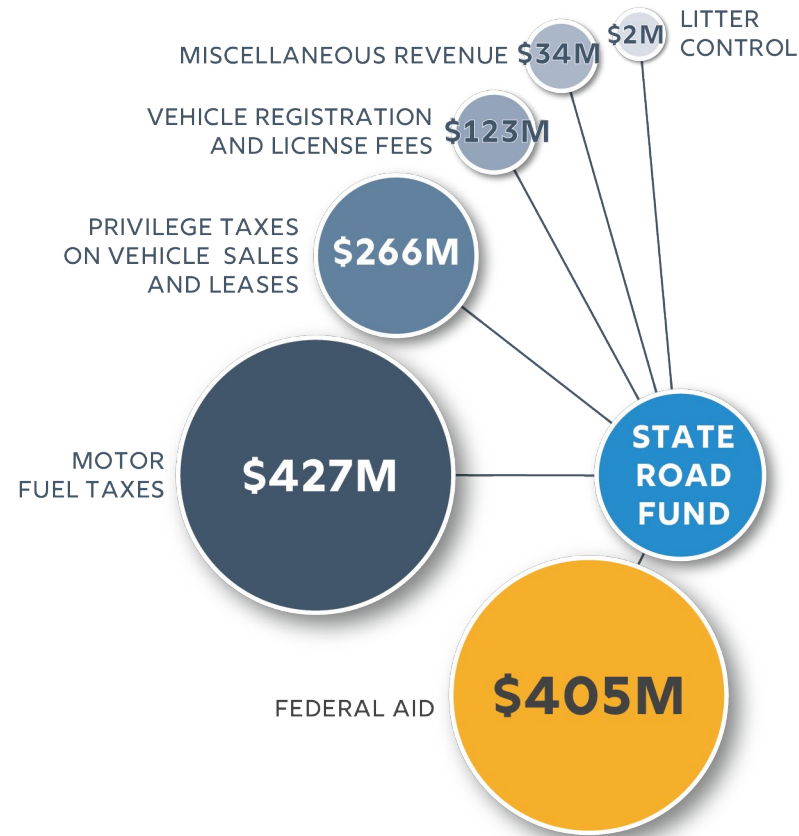 LITTER
CONTROL
$2M
MISCELLANEOUS REVENUE
$34M
VEHICLE REGISTRATION
AND LICENSE FEES
$123M
PRIVILEGE TAXES
ON VEHICLE SALES
AND LEASES
$266M
MOTOR
FUEL TAXES
$427M
STATE
ROAD
FUND
FEDERAL AID
$405M